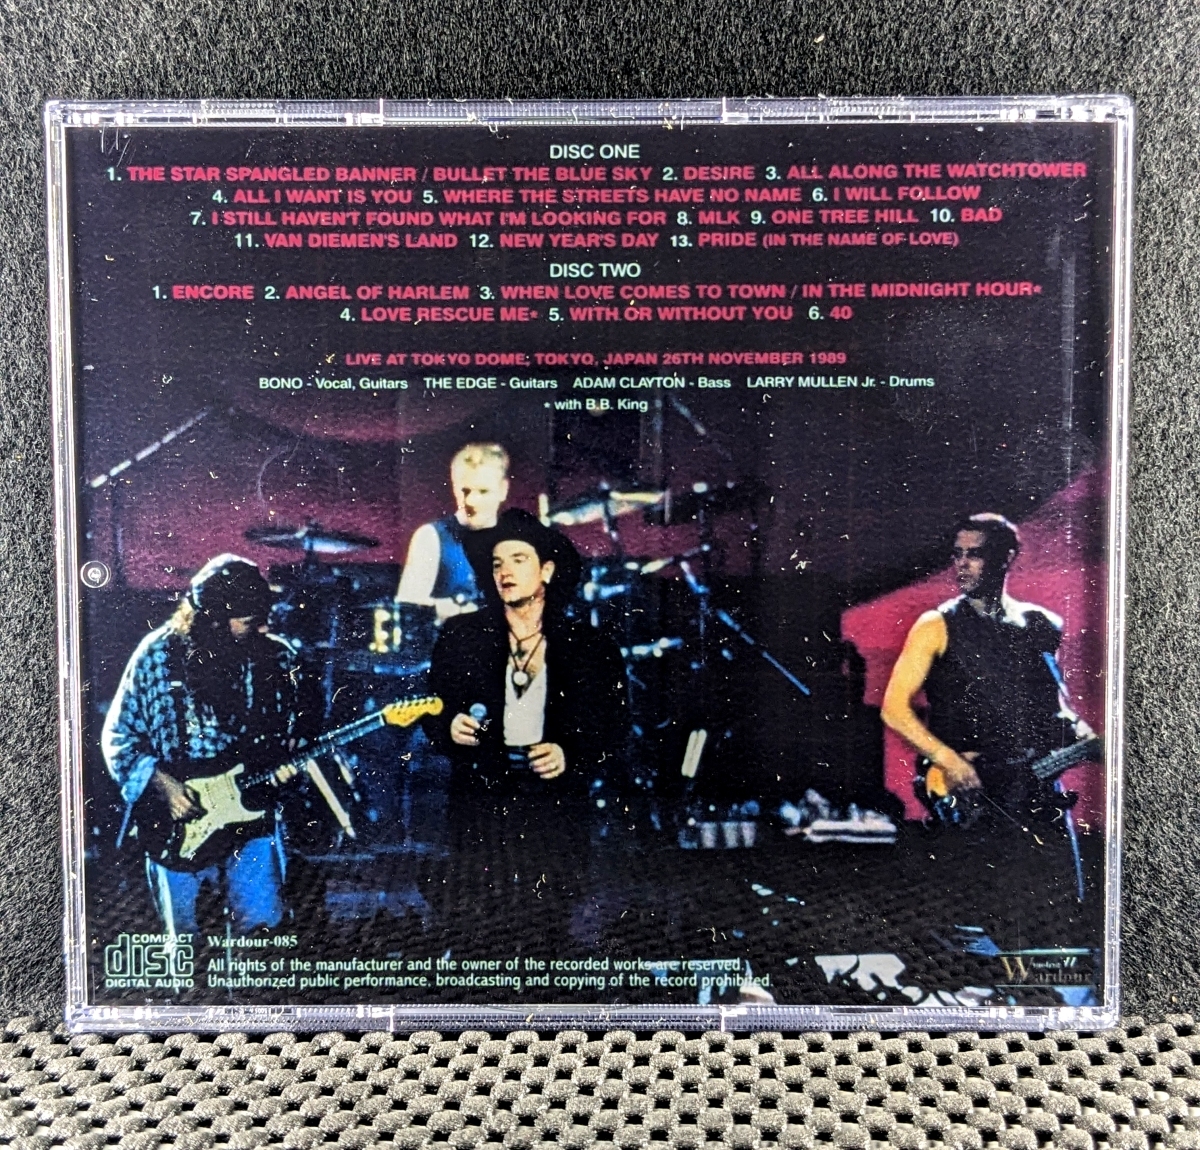 DISC ONE
1. THE STAR SPANGLED BANNER / BULLET THE BLUE SKY 2. DESIRE 3. ALL ALONG THE WATCHTOWER
4. ALL I WANT IS YOU 5. WHERE THE STREETS HAVE NO NAME 6. I WILL FOLLOW
7. I STILL HAVEN'T FOUND WHAT I'M LOOKING FOR 8. MLK 9. ONE TREE HILL 10. BAD
11. VAN DIEMEN'S LAND 12. NEW YEAR'S DAY 13. PRIDE (IN THE NAME OF LOVE)
DISC TWO
1. ENCORE 2. ANGEL OF HARLEM 3. WHEN LOVE COMES TO TOWN / IN THE MIDNIGHT HOUR*
4. LOVE RESCUE ME* 5. WITH OR WITHOUT YOU 6. 40
LIVE AT TOKYO DOME, TOKYO, JAPAN 26TH NOVEMBER 1989
BONO - Vocal, Guitars THE EDGE - Guitars ADAM CLAYTON - Bass LARRY MULLEN Jr. - Drums
* with B.B. King
COMPACT
disc
DIGITAL AUDIO
Wardour-085
All rights of the manufacturer and the owner of the recorded works are reserved.
Unauthorized public performance, broadcasting and copying of the record prohibited.
Wardour